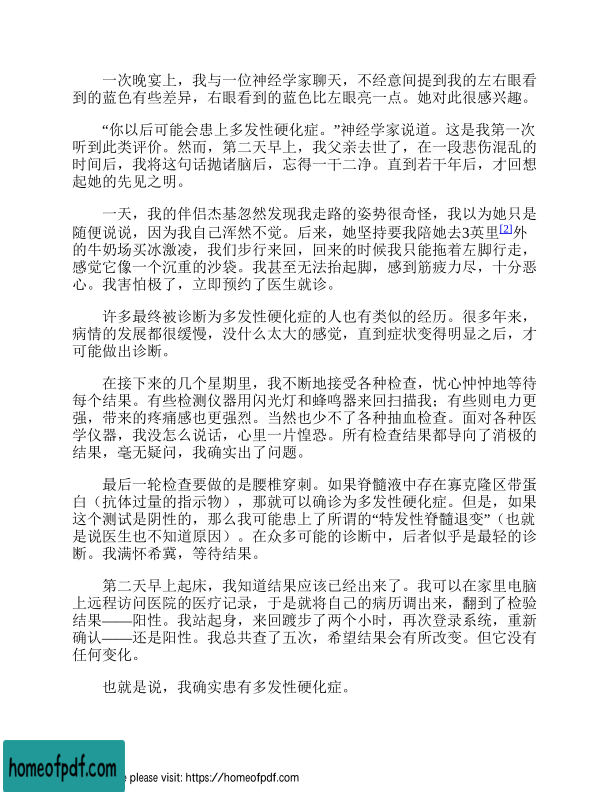 一次晚宴上，我与一位神经学家聊天，不经意间提到我的左右眼看
到的蓝色有些差异，右眼看到的蓝色比左眼亮一点。她对此很感兴趣。
“你以后可能会患上多发性硬化症。”神经学家说道。这是我第一次
听到此类评价。然而，第二天早上，我父亲去世了，在一段悲伤混乱的
时间后，我将这句话抛诸脑后，忘得一干二净。直到若干年后，才回想
起她的先见之明。
一天，我的伴侣杰基忽然发现我走路的姿势很奇怪，我以为她只是
随便说说，因为我自己浑然不觉。后来，她坚持要我陪她去3英里[2]外
的牛奶场买冰激凌，我们步行来回，回来的时候我只能拖着左脚行走，
感觉它像一个沉重的沙袋。我甚至无法抬起脚，感到筋疲力尽，十分恶
心。我害怕极了，立即预约了医生就诊。
许多最终被诊断为多发性硬化症的人也有类似的经历。很多年来，
病情的发展都很缓慢，没什么太大的感觉，直到症状变得明显之后，才
可能做出诊断。
在接下来的几个星期里，我不断地接受各种检查，忧心忡忡地等待
每个结果。有些检测仪器用闪光灯和蜂鸣器来回扫描我；有些则电力更
强，带来的疼痛感也更强烈。当然也少不了各种抽血检查。面对各种医
学仪器，我没怎么说话，心里一片惶恐。所有检查结果都导向了消极的
结果，毫无疑问，我确实出了问题。
最后一轮检查要做的是腰椎穿刺。如果脊髓液中存在寡克隆区带蛋
白（抗体过量的指示物），那就可以确诊为多发性硬化症。但是，如果
这个测试是阴性的，那么我可能患上了所谓的“特发性脊髓退变”（也就
是说医生也不知道原因）。在众多可能的诊断中，后者似乎是最轻的诊
断。我满怀希冀，等待结果。
第二天早上起床，我知道结果应该已经出来了。我可以在家里电脑
上远程访问医院的医疗记录，于是就将自己的病历调出来，翻到了检验
结果——阳性。我站起身，来回踱步了两个小时，再次登录系统，重新
确认——还是阳性。我总共查了五次，希望结果会有所改变。但它没有
任何变化。
也就是说，我确实患有多发性硬化症。
homeofpdf.com
please visit: https://homeofpdf.com